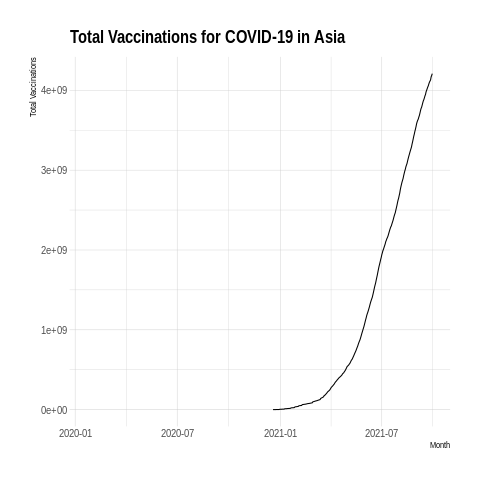 Total Vaccinations for COVID-19 in Asia
Total Vaccinations
4e+09
3e+09
2e+09
1e+09
0e+00
2020-01
2020-07
2021-01
2021-07
Month